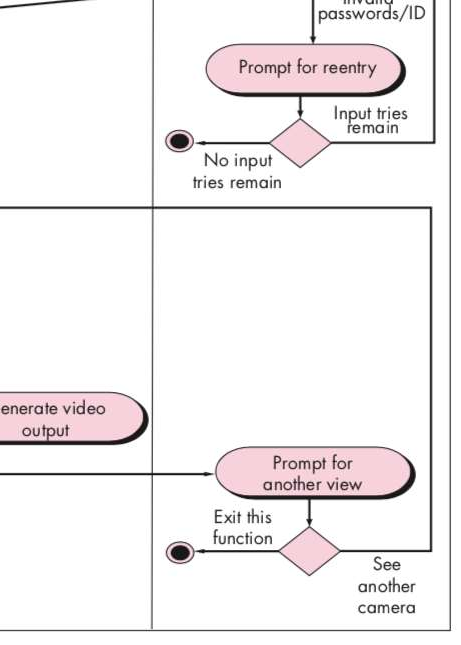 invalid
passwords/ID
Prompt for reentry
Input tries
remain
No input
tries remain
enerate video
output
Prompt for
another view
Exit this
function
See
another
camera